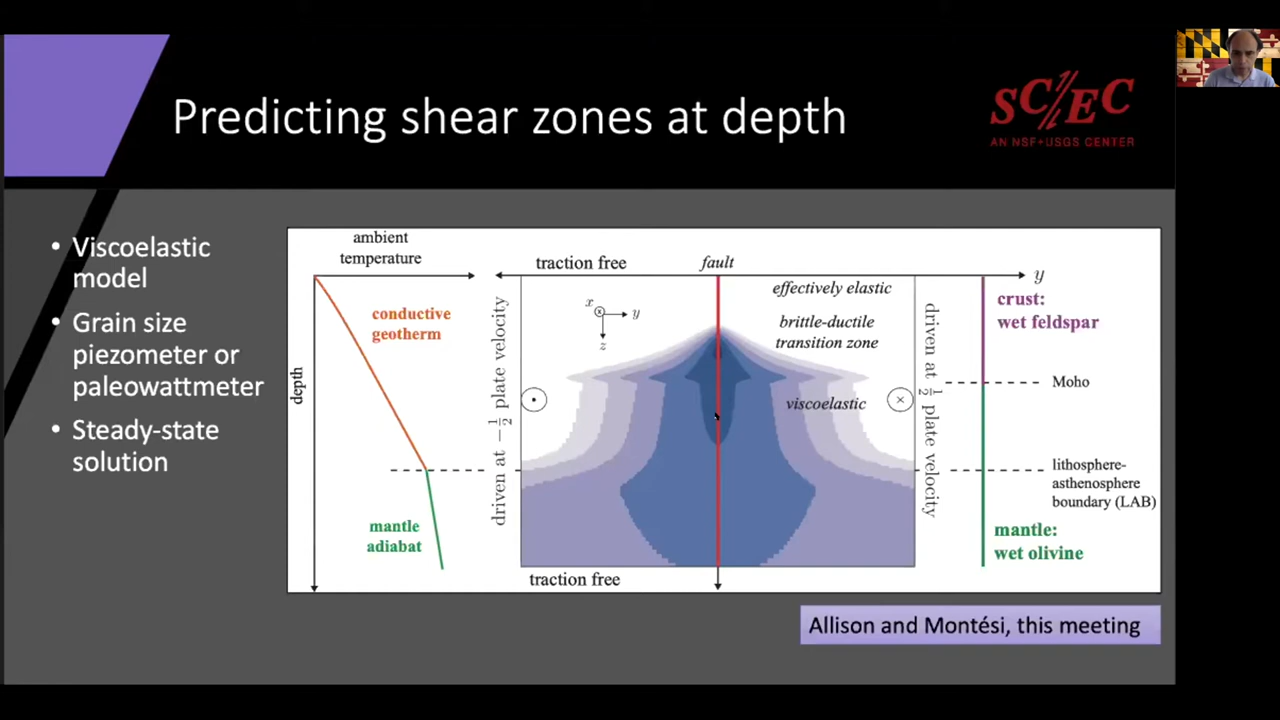 Predicting shear zones at depth
SC/EC
AN NSF+USGS CENTER
• Viscoelastic
model
• Grain size
piezometer or
paleowattmeter
• Steady-state
solution
ambient
temperature
depth
conductive
geotherm
mantle
adiabat
traction free
fault
y
effectively elastic
brittle-ductile
transition zone
viscoelastic
x
y
z
driven at -1/2 plate velocity
driven at 1/2 plate velocity
traction free
crust:
wet feldspar
Moho
lithosphere-
asthenosphere
boundary (LAB)
mantle:
wet olivine
Allison and Montési, this meeting